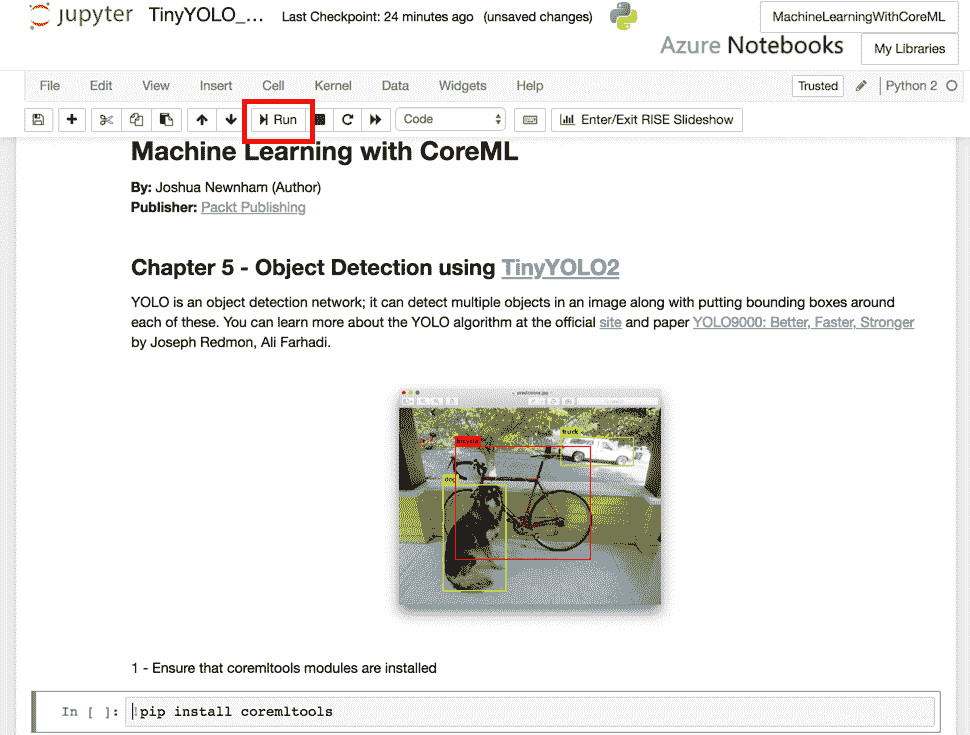 jupyter TinyYOLO_... Last Checkpoint: 24 minutes ago (unsaved changes) MachineLearningWithCoreML
Azure Notebooks My Libraries
File Edit View Insert Cell Kernel Data Widgets Help Trusted Python 2
Run Code Enter/Exit RISE Slideshow
Machine Learning with CoreML
By: Joshua Newnham (Author)
Publisher: Packt Publishing
Chapter 5 - Object Detection using TinyYOLO2
YOLO is an object detection network; it can detect multiple objects in an image along with putting bounding boxes around
each of these. You can learn more about the YOLO algorithm at the official site and paper YOLO9000: Better, Faster, Stronger
by Joseph Redmon, Ali Farhadi.
truck
bicycle
dog
1 - Ensure that coremltools modules are installed
In [ ]: !pip install coremltools